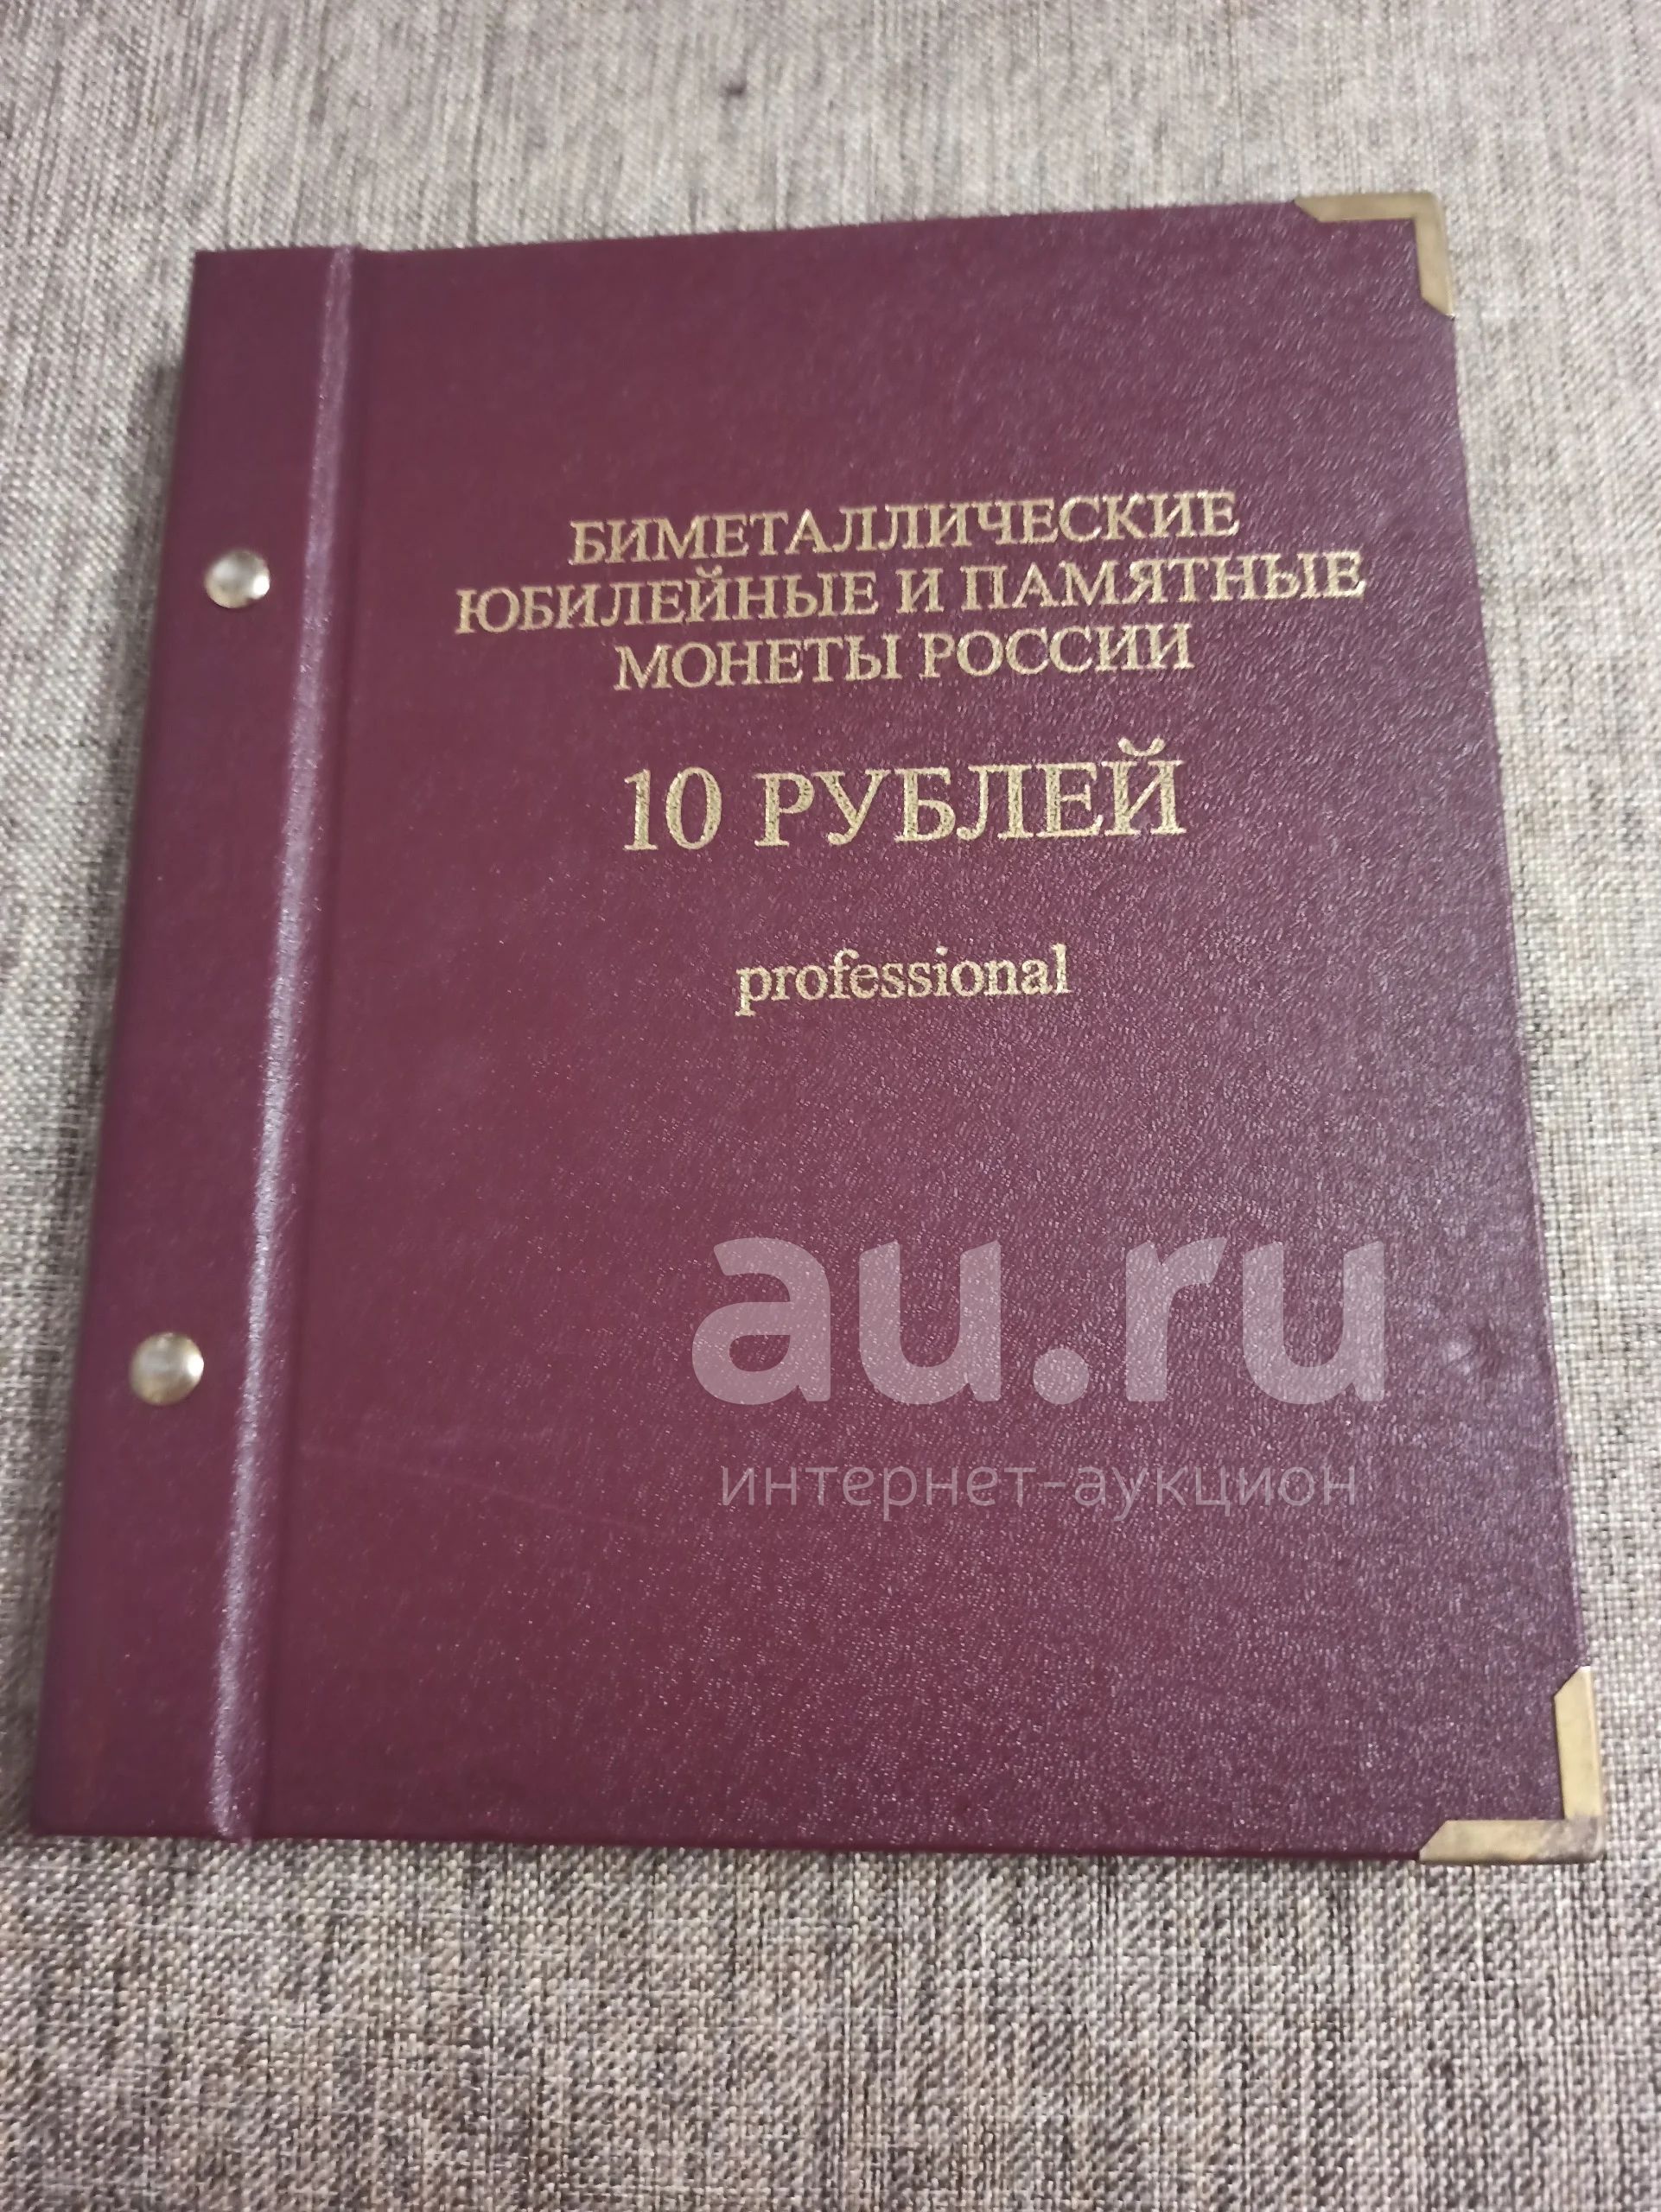 БИМЕТАЛЛИЧЕСКИЕ
ЮБИЛЕЙНЫЕ И ПАМЯТНЫЕ
МОНЕТЫ РОССИИ
10 РУБЛЕЙ
professional
au.ru
интернет-аукцион